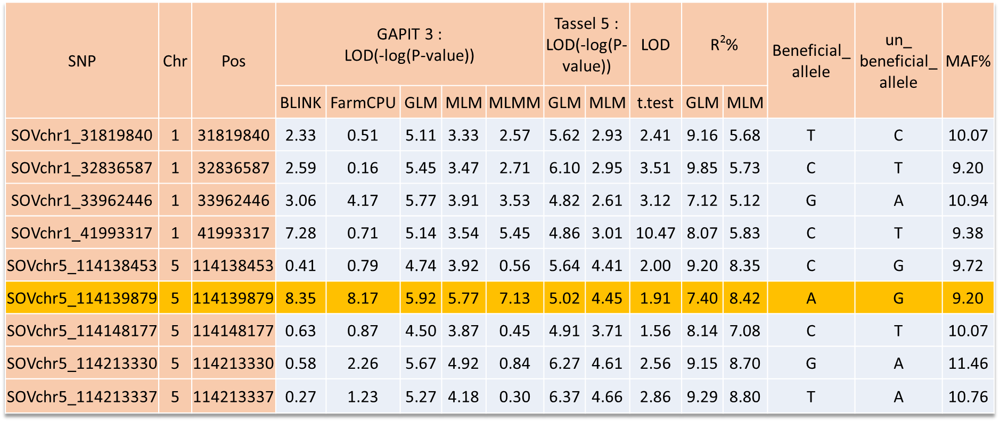 SNP Chr Pos GAPIT 3 : LOD(-log(P-value)) Tassel 5 : LOD(-log(P-value)) LOD R²% Beneficial_allele un_beneficial_allele MAF%
BLINK FarmCPU GLM MLM MLMM GLM MLM t.test GLM MLM
SOVchr1_31819840 1 31819840 2.33 0.51 5.11 3.33 2.57 5.62 2.93 2.41 9.16 5.68 T C 10.07
SOVchr1_32836587 1 32836587 2.59 0.16 5.45 3.47 2.71 6.10 2.95 3.51 9.85 5.73 C T 9.20
SOVchr1_33962446 1 33962446 3.06 4.17 5.77 3.91 3.53 4.82 2.61 3.12 7.12 5.12 G A 10.94
SOVchr1_41993317 1 41993317 7.28 0.71 5.14 3.54 5.45 4.86 3.01 10.47 8.07 5.83 C T 9.38
SOVchr5_114138453 5 114138453 0.41 0.79 4.74 3.92 0.56 5.64 4.41 2.00 9.20 8.35 C G 9.72
SOVchr5_114139879 5 114139879 8.35 8.17 5.92 5.77 7.13 5.02 4.45 1.91 7.40 8.42 A G 9.20
SOVchr5_114148177 5 114148177 0.63 0.87 4.50 3.87 0.45 4.91 3.71 1.56 8.14 7.08 C T 10.07
SOVchr5_114213330 5 114213330 0.58 2.26 5.67 4.92 0.84 6.27 4.61 2.56 9.15 8.70 G A 11.46
SOVchr5_114213337 5 114213337 0.27 1.23 5.27 4.18 0.30 6.37 4.66 2.86 9.29 8.80 T A 10.76